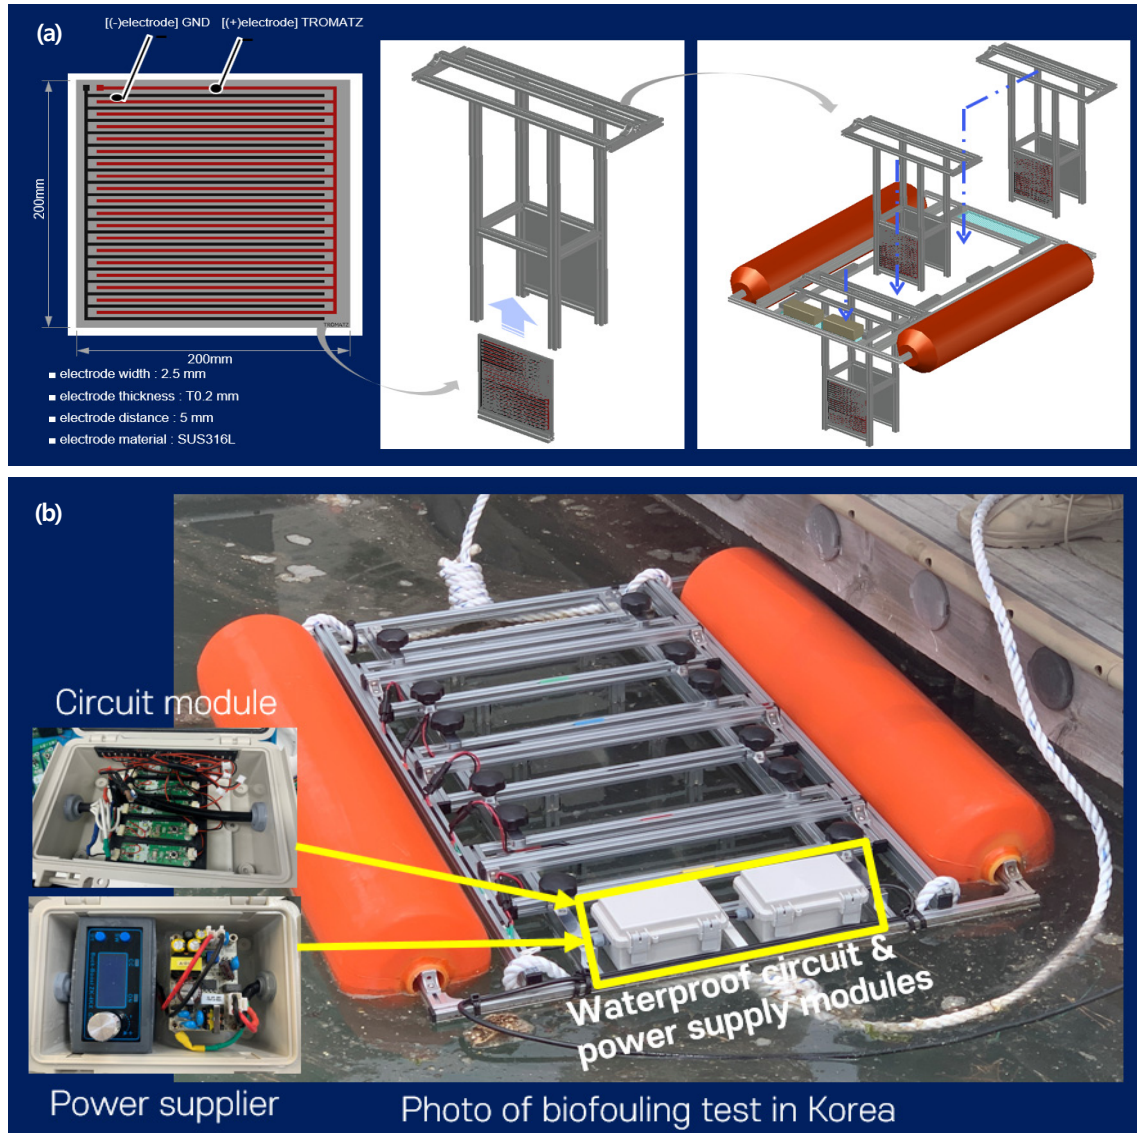 (a)
[(-)electrode] GND
[(+)electrode] TROMATZ
200mm
TROMATZ
200mm
electrode width : 2.5 mm
electrode thickness : T0.2 mm
electrode distance : 5 mm
electrode material : SUS316L
(b)
Circuit module
Waterproof circuit &
power supply modules
Power supplier
Photo of biofouling test in Korea